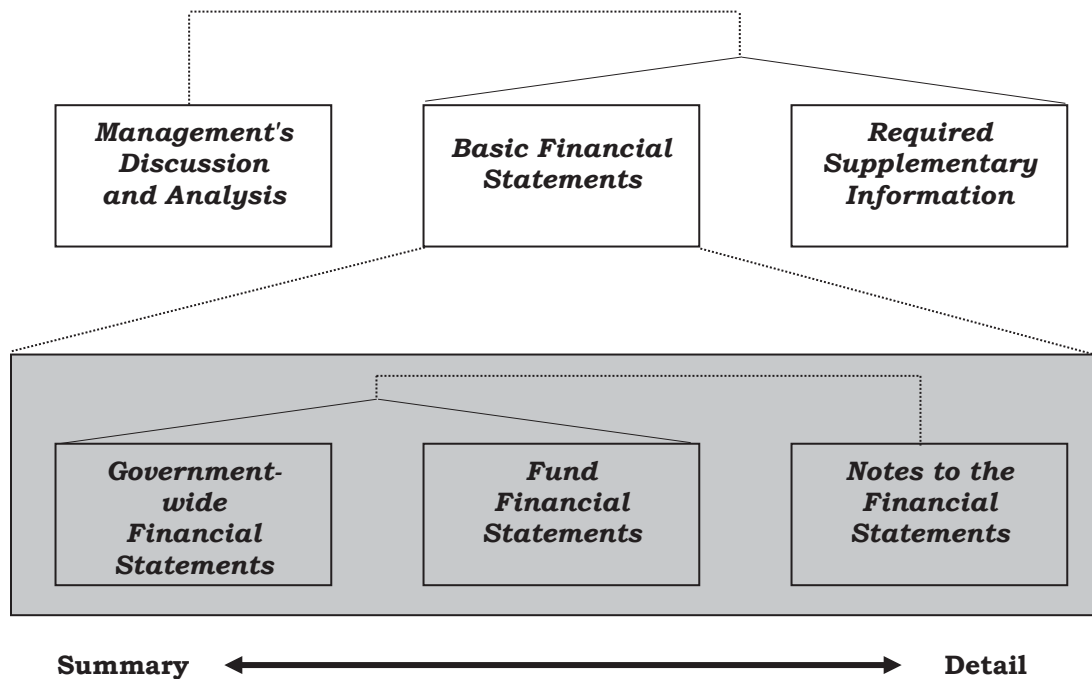 Management's
Discussion
and Analysis
Basic Financial
Statements
Required
Supplementary
Information
Government-
wide
Financial
Statements
Fund
Financial
Statements
Notes to the
Financial
Statements
Summary
Detail